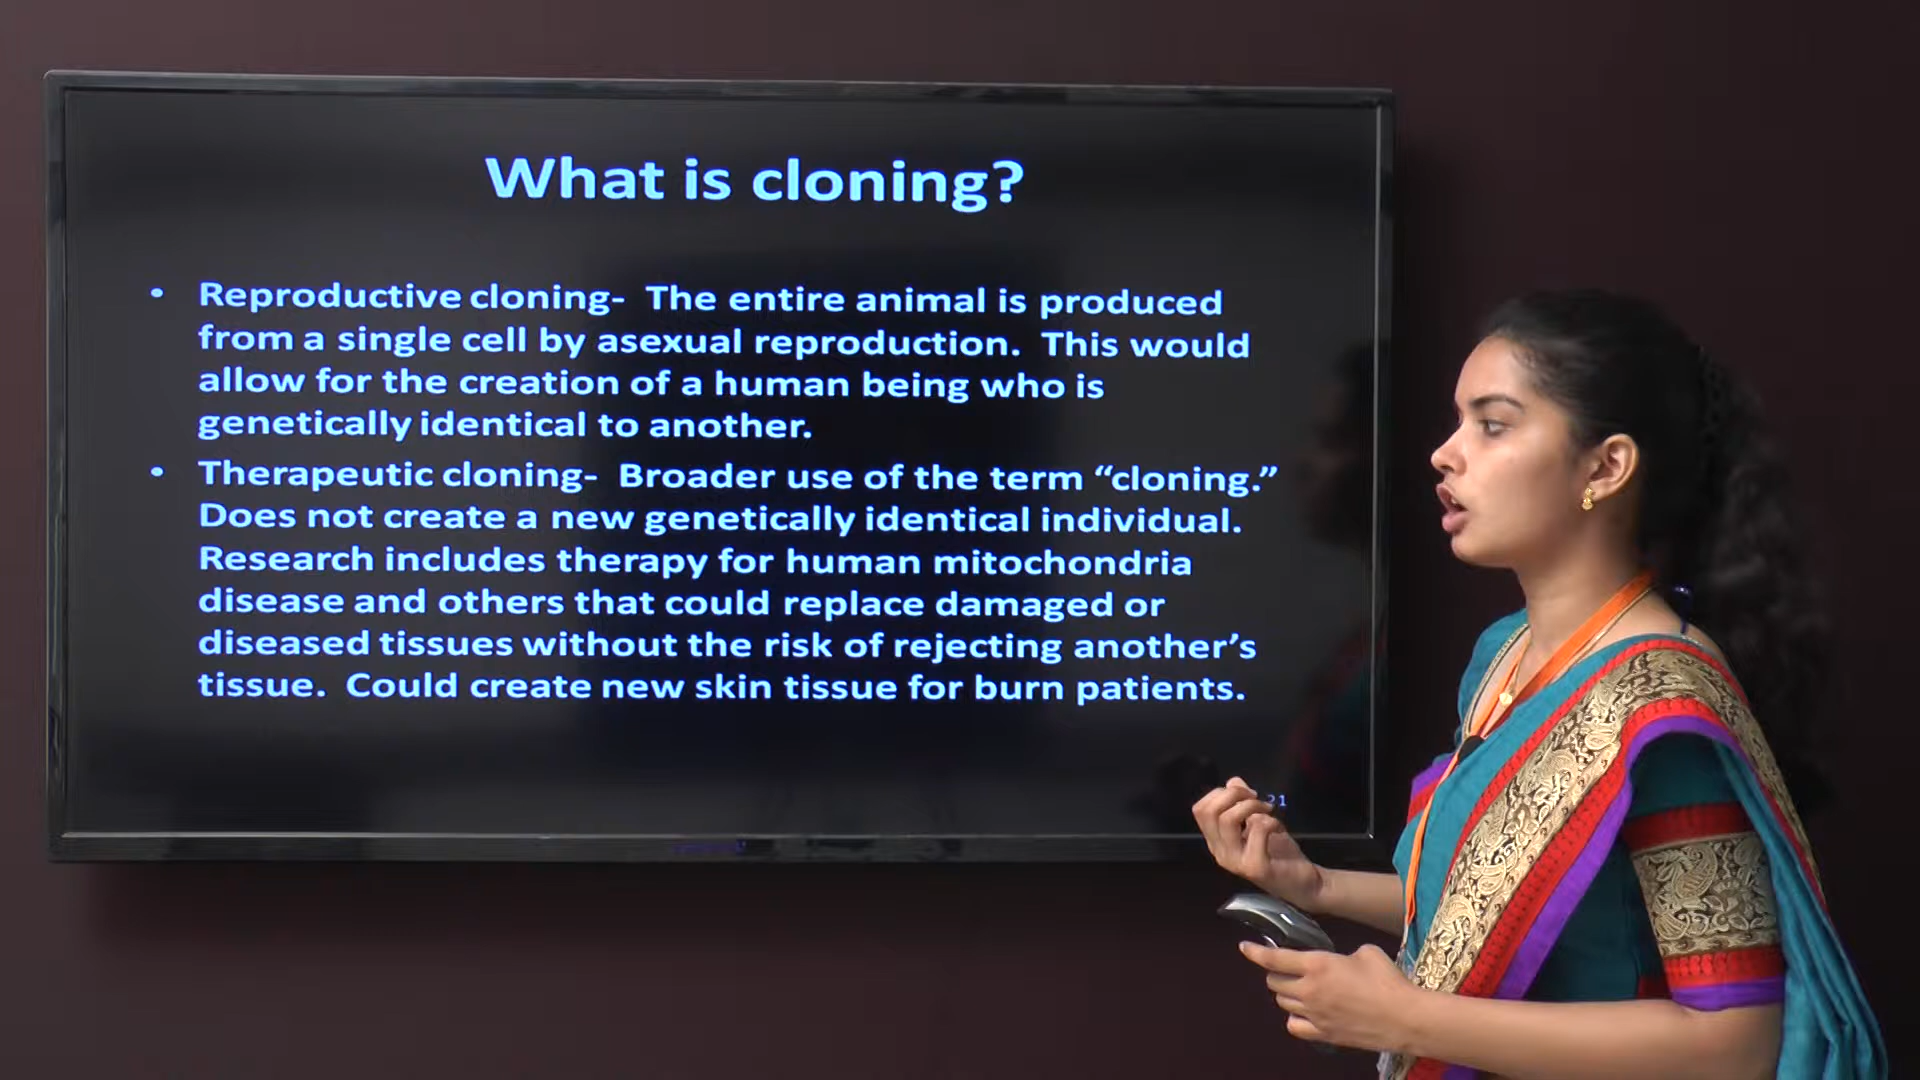 What is cloning?
• Reproductive cloning- The entire animal is produced
from a single cell by asexual reproduction. This would
allow for the creation of a human being who is
genetically identical to another.
• Therapeutic cloning- Broader use of the term “cloning.”
Does not create a new genetically identical individual.
Research includes therapy for human mitochondria
disease and others that could replace damaged or
diseased tissues without the risk of rejecting another’s
tissue. Could create new skin tissue for burn patients.
21